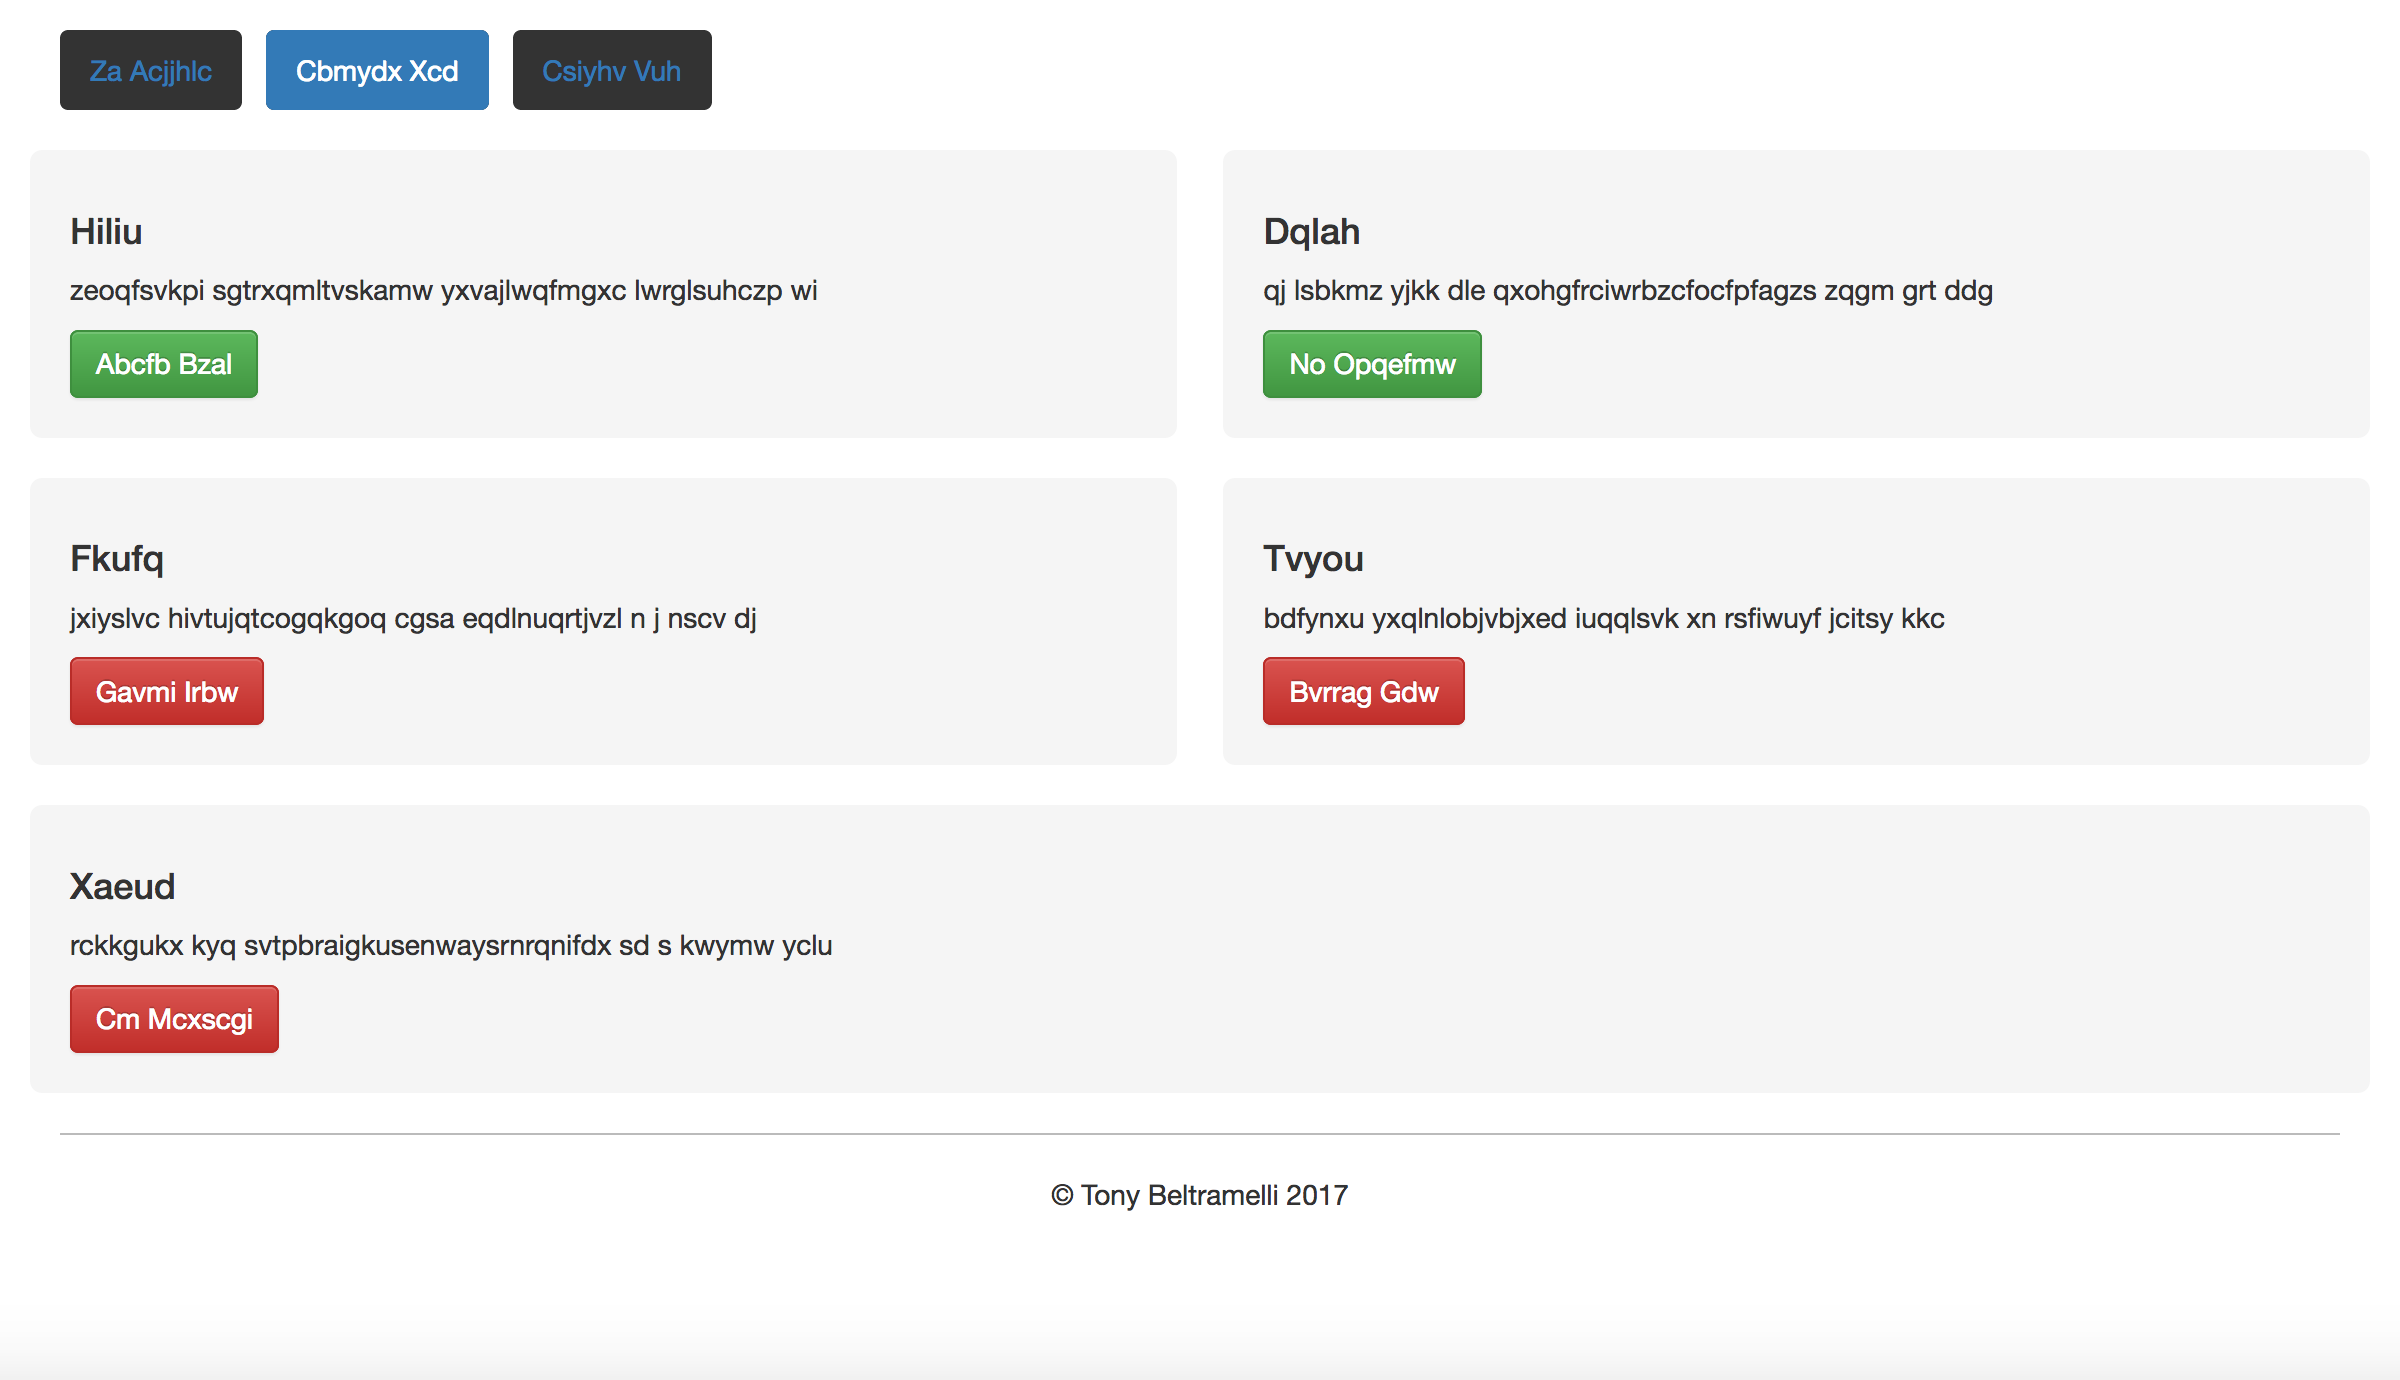 Za Acjjhlc
Cbmydx Xcd
Csiyhv Vuh
Hiliu
zeoqfsvkpi sgtrxqmltvskamw yxvajlwqfmgxc lwrglsuhczp wi
Abcfb Bzal
Dqlah
qj lsbkmz yjkk dle qxohgfrciwrbzcfocfpfagzs zqgm grt ddg
No Opqefmw
Fkufq
jxiyslvc hivtujqtcogqkgoq cgsa eqdlnuqrtjvzl n j nscv dj
Gavmi Irbw
Tvyou
bdfynxu yxqlnlobjvbjxed iuqqlsvk xn rsfiwuyf jcitsy kkc
Bvrrag Gdw
Xaeud
rckkgukx kyq svtpbraigkusenwaysrnrqnifdx sd s kwymw yclu
Cm Mcxscgi
© Tony Beltramelli 2017